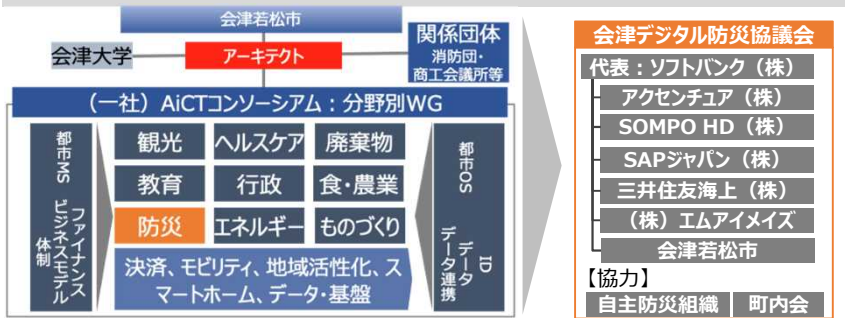 会津若松市
会津大学
アーキテクト
関係団体
消防団・
商工会議所等
(一社)AiCTコンソーシアム:分野別WG
都市MS
ファイナンス
ビジネスモデル
体制
観光
ヘルスケア
廃棄物
教育
行政
食・農業
防災
エネルギー
ものづくり
決済、モビリティ、地域活性化、ス
マートホーム、データ・基盤
都市OS
ID
データ
データ連携
会津デジタル防災協議会
代表:ソフトバンク(株)
アクセンチュア(株)
SOMPO HD(株)
SAPジャパン(株)
三井住友海上(株)
(株)エムアイメイズ
会津若松市
【協力】
自主防災組織
町内会